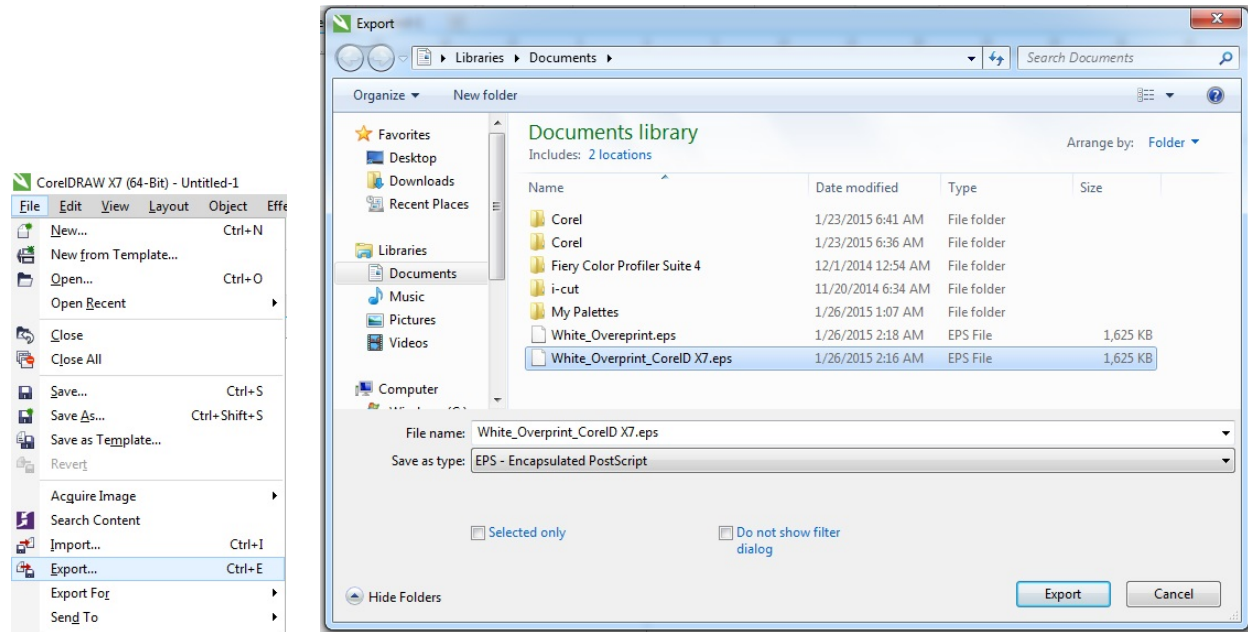 CorelDRAW X7 (64-Bit) - Untitled-1
File Edit View Layout Object Effe
New... Ctrl+N
New from Template...
Open... Ctrl+O
Open Recent
Close
Close All
Save... Ctrl+S
Save As... Ctrl+Shift+S
Save as Template...
Revert
Acquire Image
Search Content
Import... Ctrl+I
Export... Ctrl+E
Export For
Send To
Export
Libraries Documents
Search Documents
Organize New folder
Favorites
Desktop
Downloads
Recent Places
Libraries
Documents
Music
Pictures
Videos
Computer
Documents library
Includes: 2 locations
Arrange by: Folder
Name Date modified Type Size
Corel 1/23/2015 6:41 AM File folder
Corel 1/23/2015 6:36 AM File folder
Fiery Color Profiler Suite 4 12/1/2014 12:54 AM File folder
i-cut 11/20/2014 6:34 AM File folder
My Palettes 1/26/2015 1:07 AM File folder
White_Overeprint.eps 1/26/2015 2:18 AM EPS File 1,625 KB
White_Overprint_CorelD X7.eps 1/26/2015 2:16 AM EPS File 1,625 KB
File name: White_Overprint_CorelD X7.eps
Save as type: EPS - Encapsulated PostScript
Selected only
Do not show filter
dialog
Hide Folders
Export Cancel